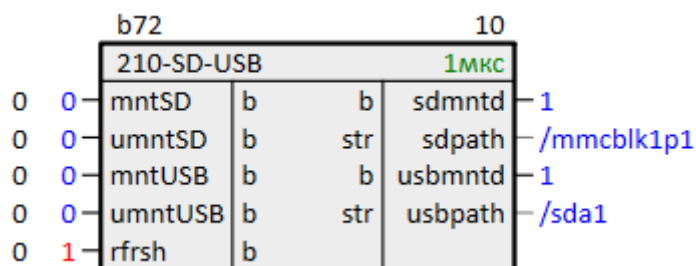 b72 10
210-SD-USB 1мкс
0 0 mntSD b b sdmntd 1
0 0 umntSD b str sdpath /mmcblk1p1
0 0 mntUSB b b usbmntd 1
0 0 umntUSB b str usbpath /sda1
0 1 rfrsh b